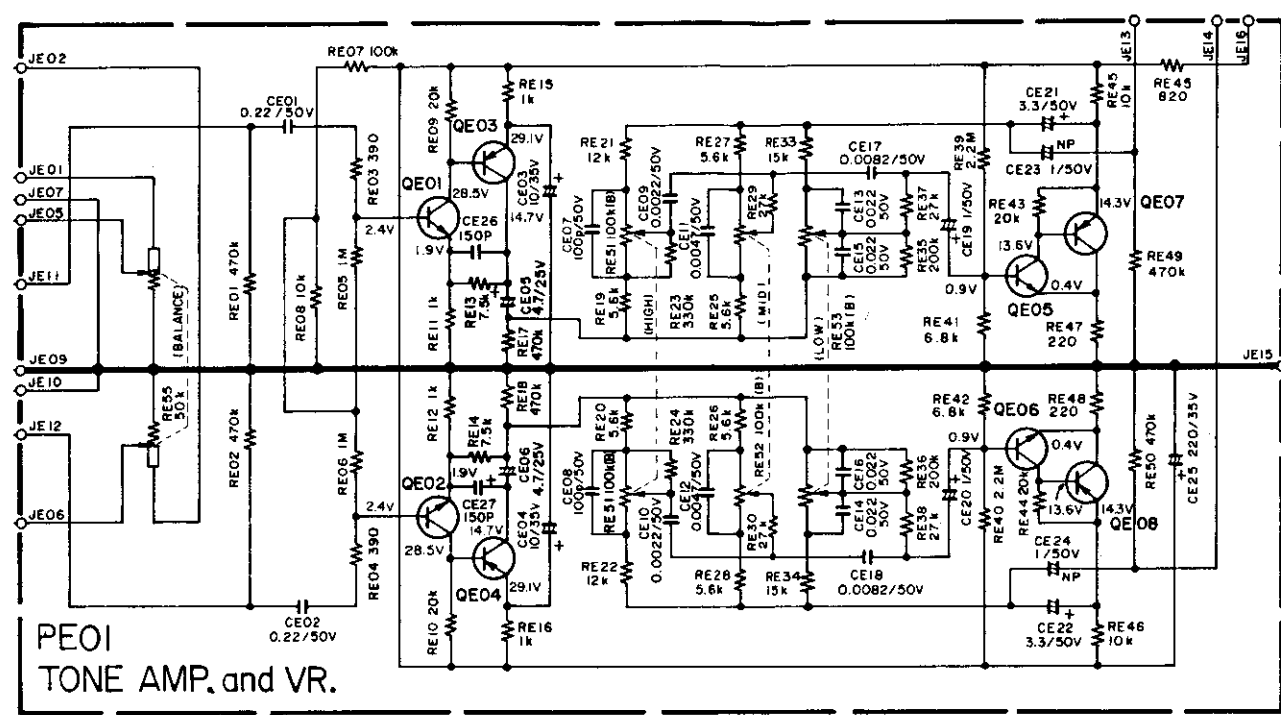 JE13
JE14
JE16
JE02
RE07 100k
CE01
0.22/50V
RE09 20k
RE15
1k
QE03
29.1V
RE03 390
QE01
28.5V
CE03
10/35V
14.7V
2.4V
CE26
150P
1.9V
RE13
7.5k
CE05
4.7/25V
RE11 1k
RE17
470k
JE01
JE07
JE05
JE11
RE01 470k
RE08 10k
RE05 1M
(BALANCE)
RE21
12k
CE07
100p/50V
RE51 100k(B)
CE09
0.0022/50V
RE19
5.6k
(HIGH)
RE23
330k
RE27
5.6k
CE11
0.0047/50V
RE29
27k
RE25
5.6k
(MID)
RE33
15k
CE17
0.0082/50V
CE13
0.022
50V
CE15
0.022
50V
RE37
27k
RE35
200k
(LOW)
RE53
100k(B)
CE19 1/50V
RE39
2.2M
CE21
3.3/50V
NP
CE23 1/50V
RE45
10k
RE45
820
RE43
20k
14.3V
QE07
13.6V
0.9V
0.4V
QE05
RE41
6.8k
RE47
220
RE49
470k
JE09
JE15
JE10
JE12
JE06
RE55
50k
RE02 470k
RE06 1M
RE12 1k
RE18
470k
RE14
7.5k
1.9V
CE06
4.7/25V
QE02
2.4V
CE27
150P
14.7V
CE04
10/35V
28.5V
29.1V
QE04
RE04 390
RE10 20k
RE16
1k
CE02
0.22/50V
RE20
5.6k
RE24
330k
RE26
5.6k
RE52 100k (B)
CE08
100p/50V
RE51 100k(B)
CE10
0.0022/50V
CE12
0.0047/50V
RE30
27k
RE22
12k
RE28
5.6k
RE34
15k
CE16
0.022
50V
CE14
0.022
50V
RE36
200k
RE38
27k
CE18
0.0082/50V
CE20 1/50V
RE42
6.8k
QE06
0.9V
0.4V
RE48
220
RE40 2.2M
RE44 20k
13.6V
14.3V
QE08
CE24
1/50V
NP
CE22
3.3/50V
RE46
10k
RE50 470k
CE25 220/35V
PE01
TONE AMP. and VR.